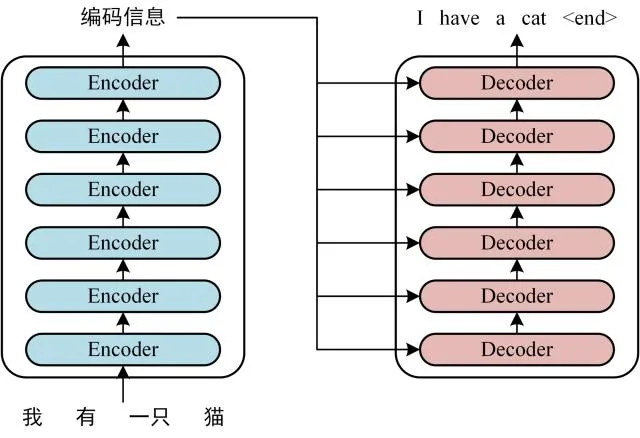 编码信息
I have a cat <end>
Encoder
Encoder
Encoder
Encoder
Encoder
Encoder
Decoder
Decoder
Decoder
Decoder
Decoder
Decoder
我 有 一只 猫